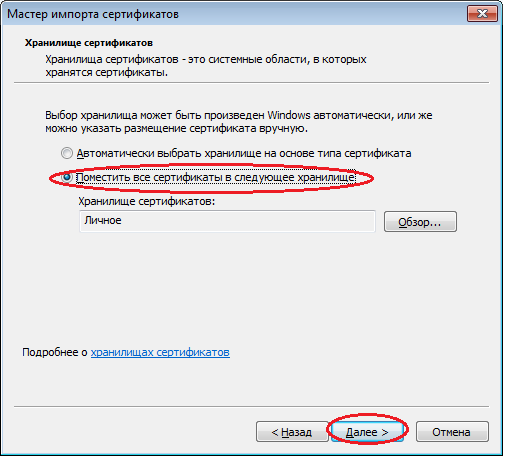 Мастер импорта сертификатов
Хранилище сертификатов
Хранилища сертификатов - это системные области, в которых
хранятся сертификаты.
Выбор хранилища может быть произведен Windows автоматически, или же
можно указать размещение сертификата вручную.
Автоматически выбрать хранилище на основе типа сертификата
Поместить все сертификаты в следующее хранилище
Хранилище сертификатов:
Личное
Обзор...
Подробнее о хранилищах сертификатов
< Назад
Далее >
Отмена